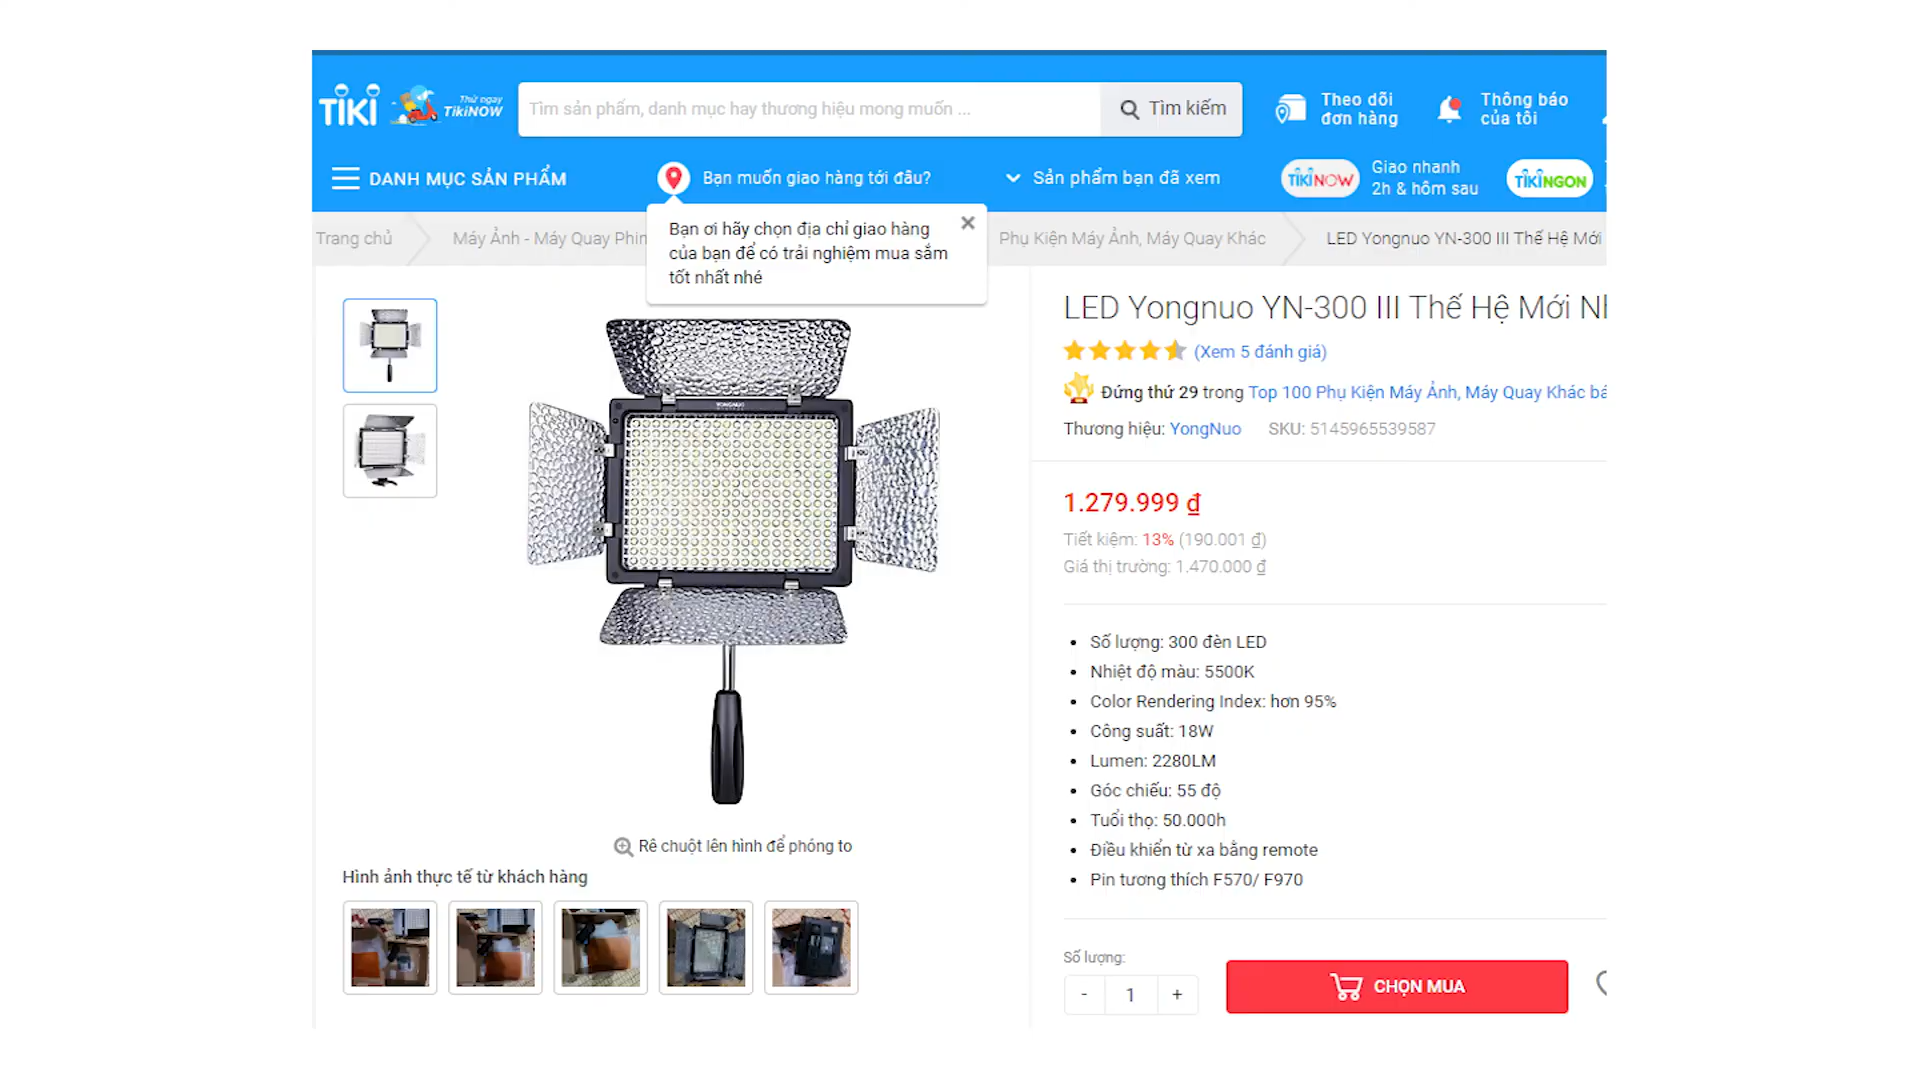 TIKI
Thử ngay
TikiNOW
Tìm sản phẩm, danh mục hay thương hiệu mong muốn ...
Tìm kiếm
Theo dõi
đơn hàng
Thông báo
của tôi
DANH MỤC SẢN PHẨM
Bạn muốn giao hàng tới đâu?
Sản phẩm bạn đã xem
TIKINOW
Giao nhanh
2h & hôm sau
TIKINGON
Bạn ơi hãy chọn địa chỉ giao hàng
của bạn để có trải nghiệm mua sắm
tốt nhất nhé
Trang chủ
Máy Ảnh - Máy Quay Phim
Phụ Kiện Máy Ảnh, Máy Quay Khác
LED Yongnuo YN-300 III Thế Hệ Mới
LED Yongnuo YN-300 III Thế Hệ Mới
(Xem 5 đánh giá)
Đứng thứ 29 trong Top 100 Phụ Kiện Máy Ảnh, Máy Quay Khác
Thương hiệu: YongNuo SKU: 5145965539587
YONGNUO
1.279.999 ₫
Tiết kiệm: 13% (190.001 ₫)
Giá thị trường: 1.470.000 ₫
Số lượng: 300 đèn LED
Nhiệt độ màu: 5500K
Color Rendering Index: hơn 95%
Công suất: 18W
Lumen: 2280LM
Góc chiếu: 55 độ
Tuổi thọ: 50.000h
Điều khiển từ xa bằng remote
Pin tương thích F570/ F970
Rê chuột lên hình để phóng to
Hình ảnh thực tế từ khách hàng
Số lượng:
- 1 +
CHỌN MUA